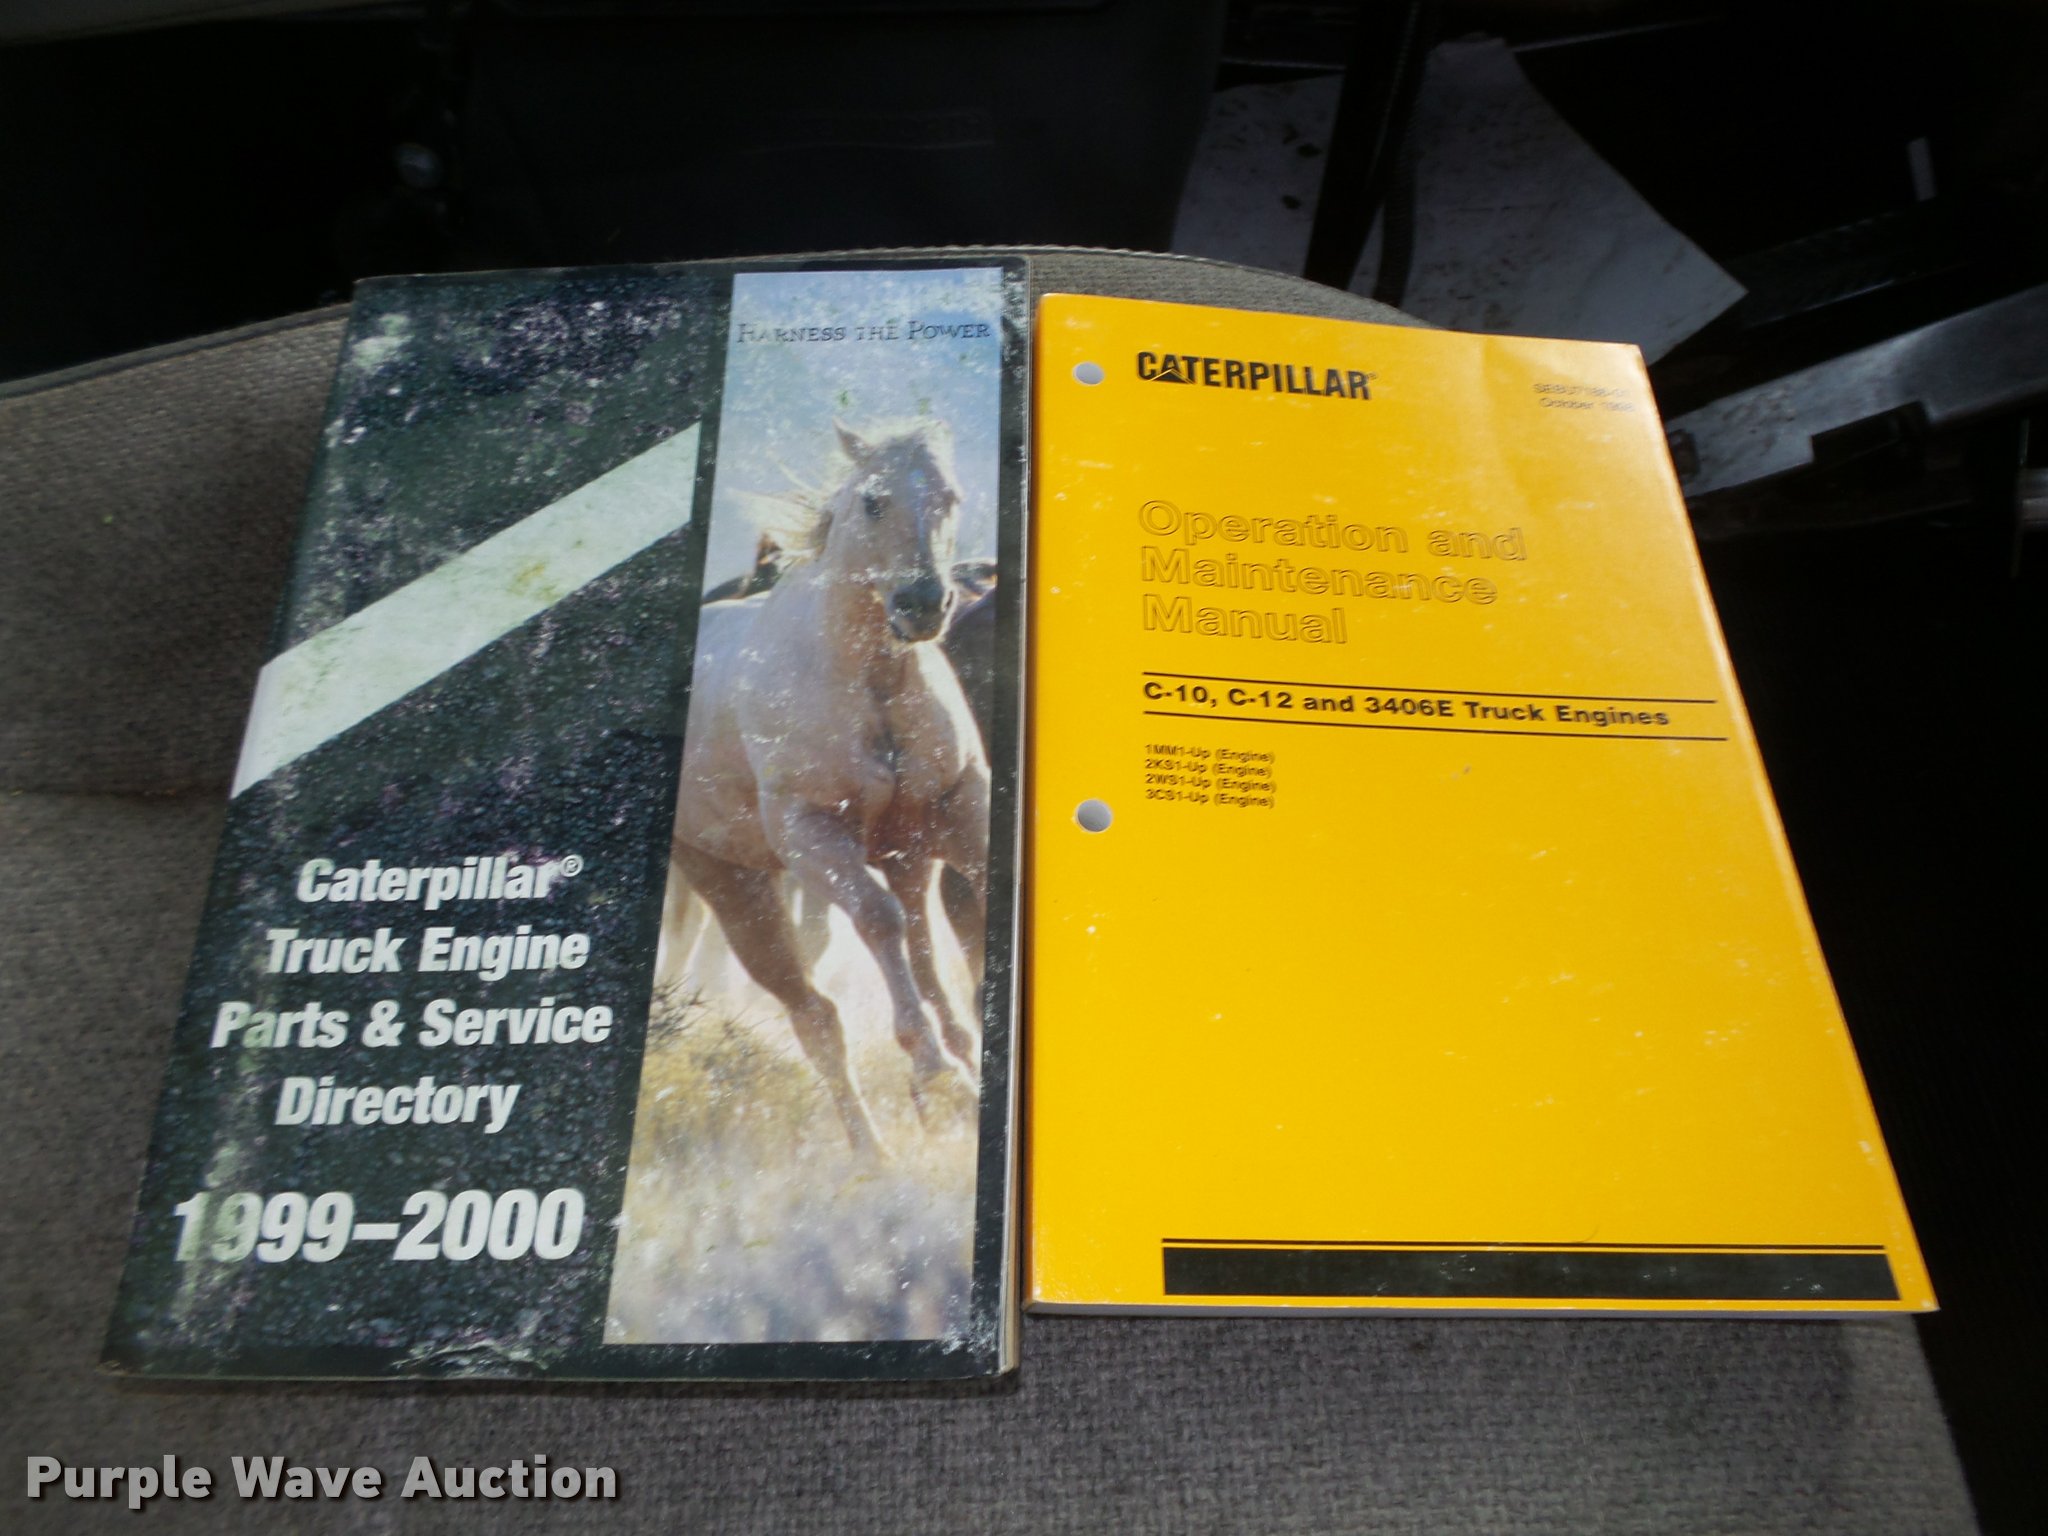 HARNESS THE POWER
Caterpillar®
Truck Engine
Parts & Service
Directory
1999–2000
CATERPILLAR®
October
Operation and
Maintenance
Manual
C-10, C-12 and 3406E Truck Engines
1MM1-Up (Engine)
2KS1-Up (Engine)
2WS1-Up (Engine)
3CS1-Up (Engine)
Purple Wave Auction